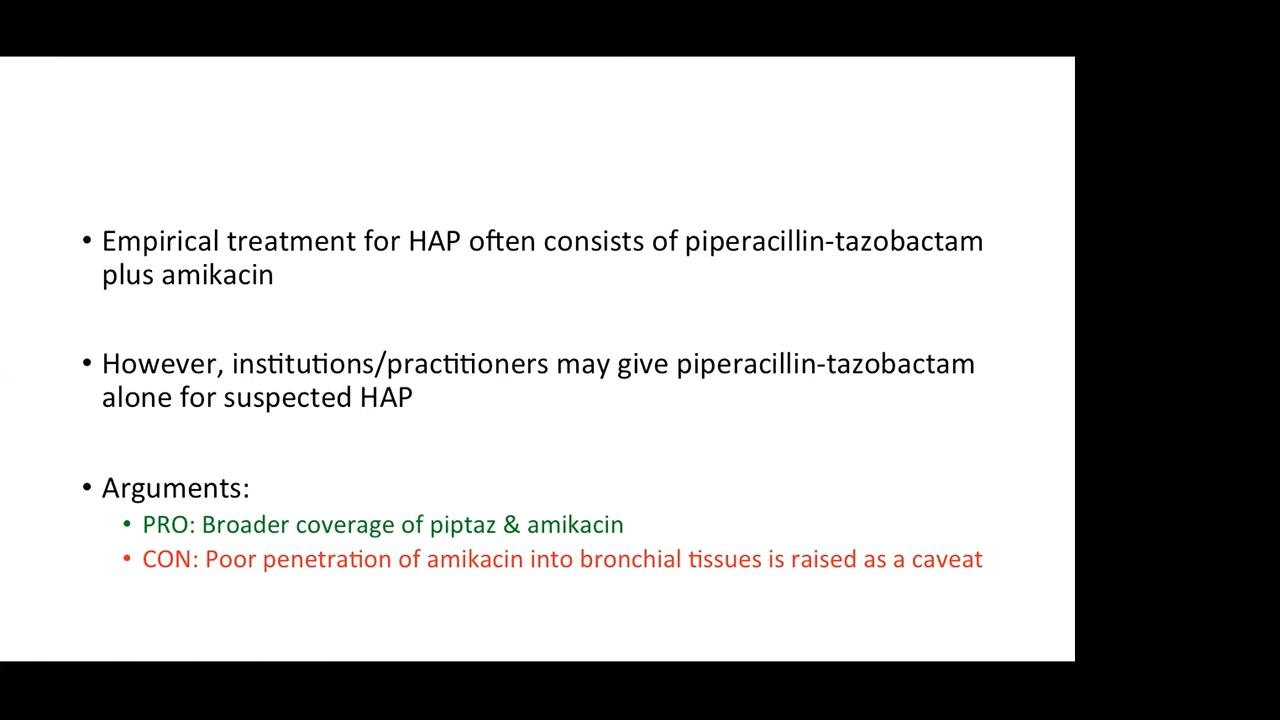 • Empirical treatment for HAP often consists of piperacillin-tazobactam
plus amikacin
• However, institutions/practitioners may give piperacillin-tazobactam
alone for suspected HAP
• Arguments:
• PRO: Broader coverage of piptaz & amikacin
• CON: Poor penetration of amikacin into bronchial tissues is raised as a caveat